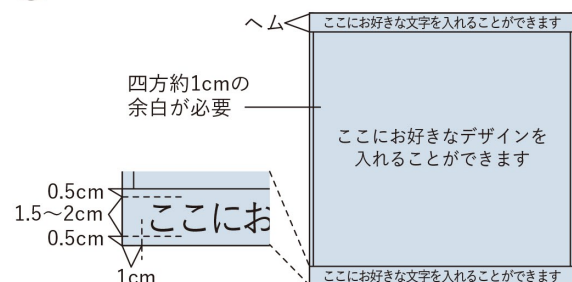 ヘム
ここにお好きな文字を入れることができます
四方約1cmの
余白が必要
ここにお好きなデザインを
入れることができます
0.5cm
1.5〜2cm
0.5cm
ここにお
1cm
ここにお好きな文字を入れることができます